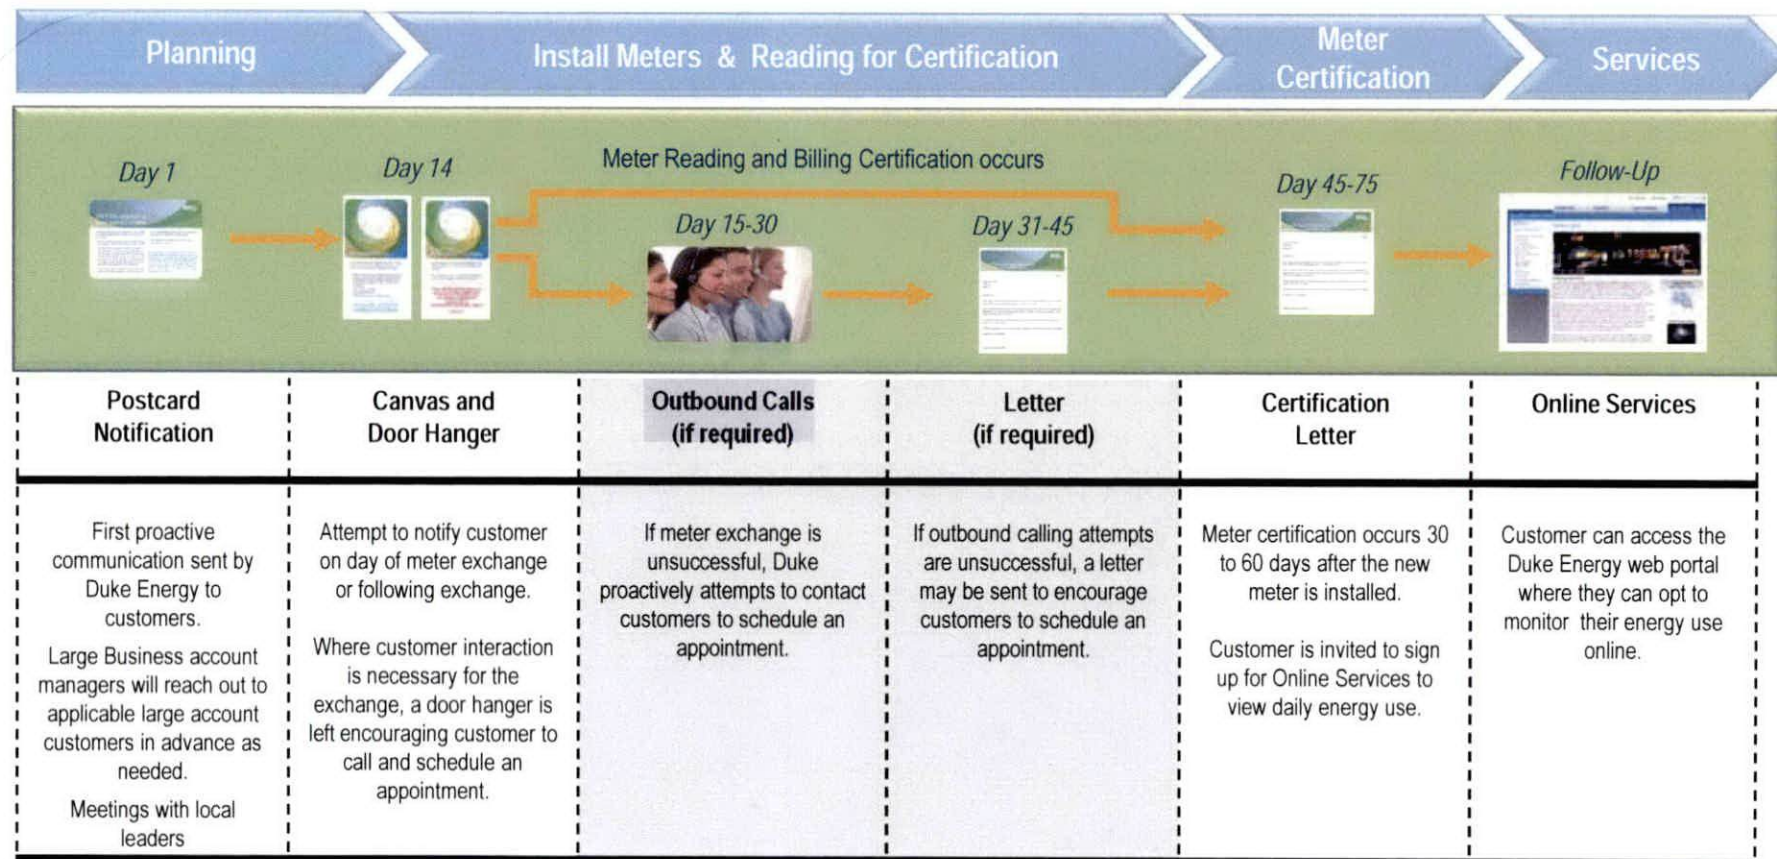 Planning
Install Meters & Reading for Certification
Meter
Certification
Services
Day 1
Day 14
Meter Reading and Billing Certification occurs
Day 15-30
Day 31-45
Day 45-75
Follow-Up
Postcard
Notification
Canvas and
Door Hanger
Outbound Calls
(if required)
Letter
(if required)
Certification
Letter
Online Services
First proactive
communication sent by
Duke Energy to
customers.
Large Business account
managers will reach out to
applicable large account
customers in advance as
needed.
Meetings with local
leaders
Attempt to notify customer
on day of meter exchange
or following exchange.
Where customer interaction
is necessary for the
exchange, a door hanger is
left encouraging customer to
call and schedule an
appointment.
If meter exchange is
unsuccessful, Duke
proactively attempts to contact
customers to schedule an
appointment.
If outbound calling attempts
are unsuccessful, a letter
may be sent to encourage
customers to schedule an
appointment.
Meter certification occurs 30
to 60 days after the new
meter is installed.
Customer is invited to sign
up for Online Services to
view daily energy use.
Customer can access the
Duke Energy web portal
where they can opt to
monitor their energy use
online.